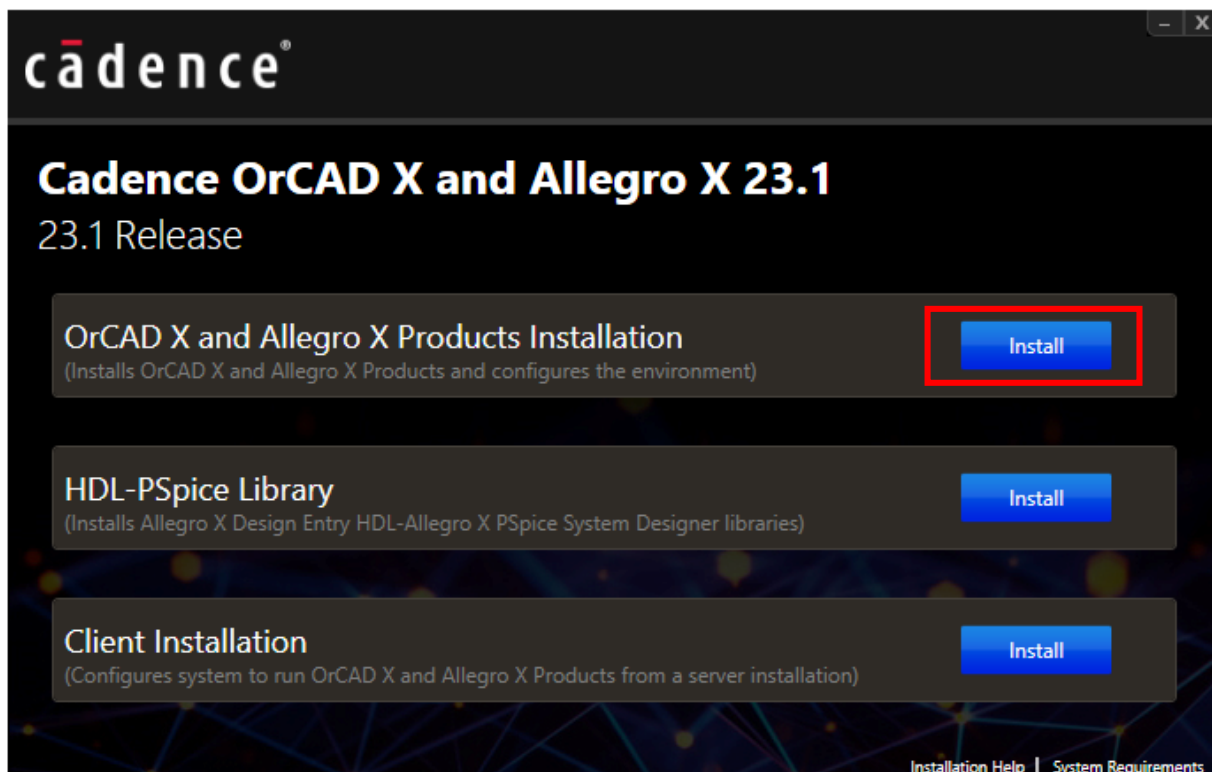 cādence®
– X
Cadence OrCAD X and Allegro X 23.1
23.1 Release
OrCAD X and Allegro X Products Installation
(Installs OrCAD X and Allegro X Products and configures the environment)
Install
HDL-PSpice Library
(Installs Allegro X Design Entry HDL-Allegro X PSpice System Designer libraries)
Install
Client Installation
(Configures system to run OrCAD X and Allegro X Products from a server installation)
Install
Installation Help | System Requirements